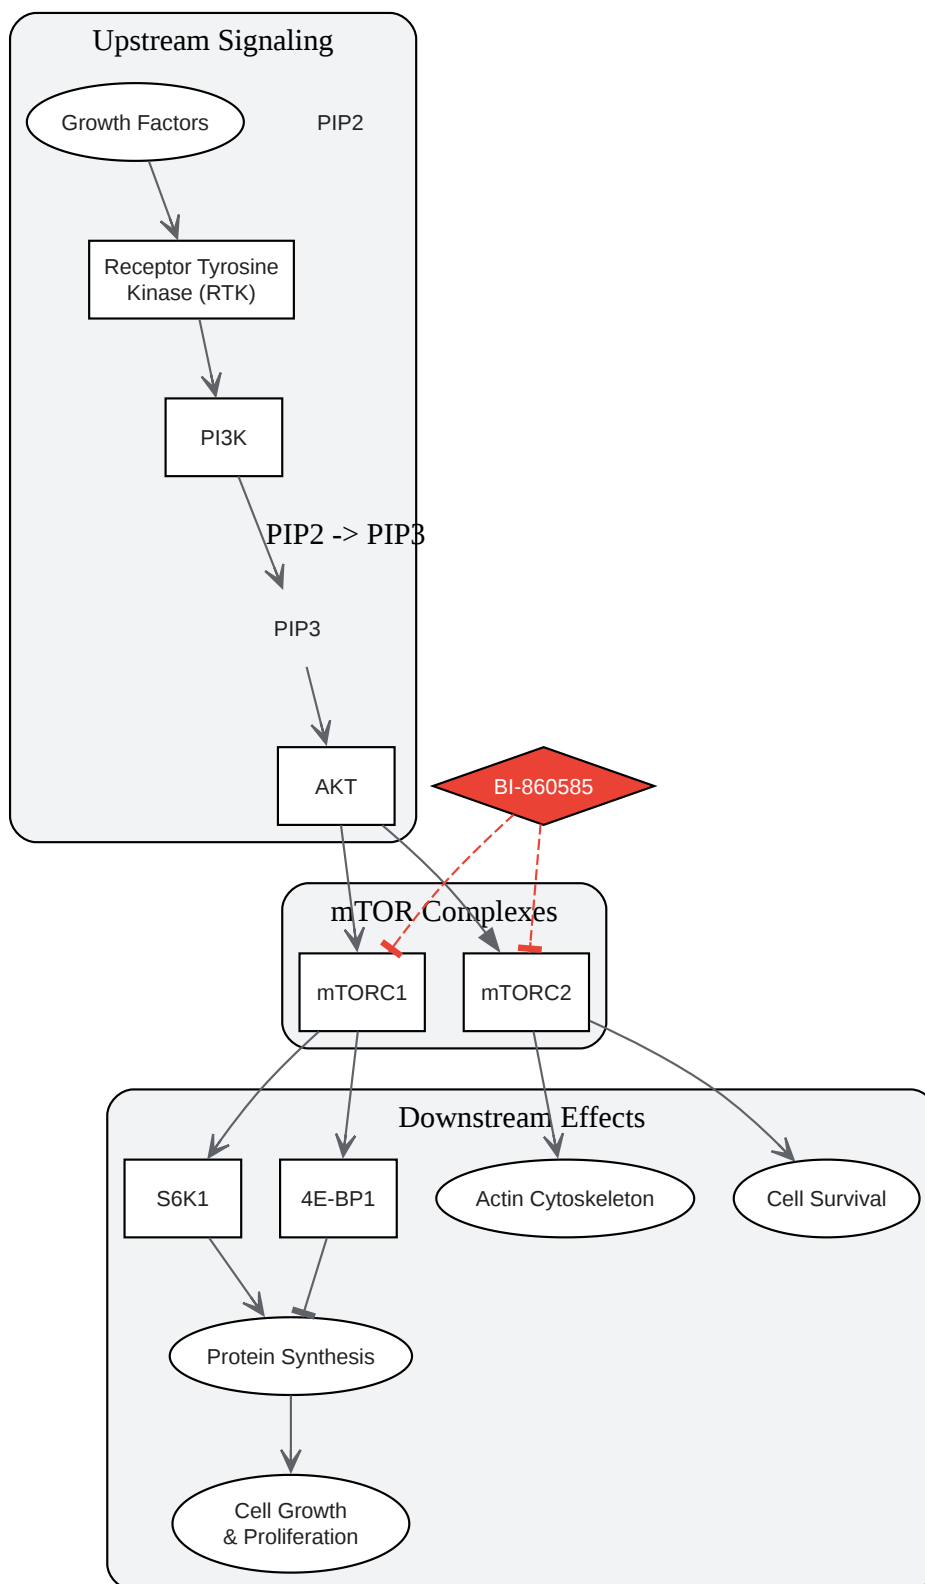 Upstream Signaling
Growth Factors
PIP2
Receptor Tyrosine
Kinase (RTK)
PI3K
PIP2 -> PIP3
PIP3
AKT
BI-860585
mTOR Complexes
mTORC1
mTORC2
Downstream Effects
S6K1
4E-BP1
Actin Cytoskeleton
Cell Survival
Protein Synthesis
Cell Growth
& Proliferation